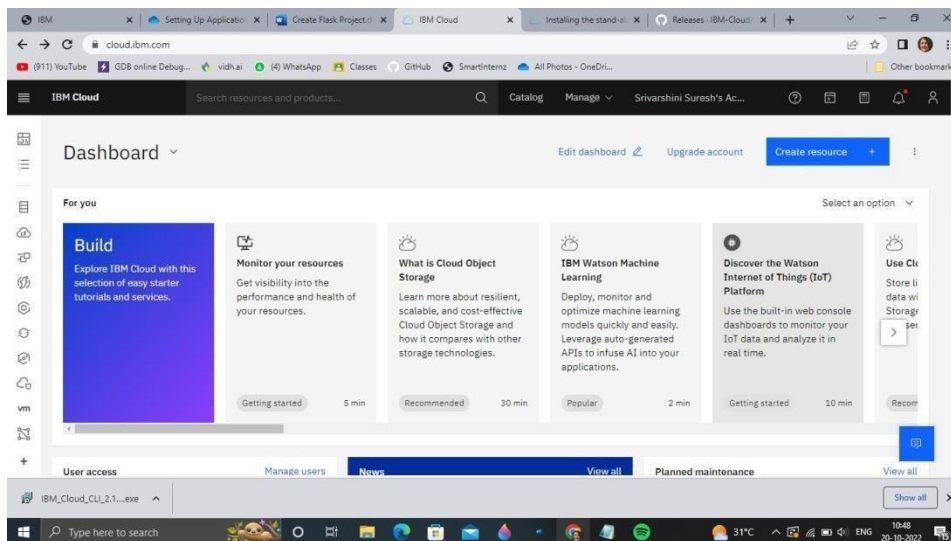 IBM
Setting Up Applicatio
Create Flask Project.d
IBM Cloud
Installing the stand-al
Releases · IBM-Cloud/
cloud.ibm.com
(911) YouTube
GDB online Debug...
vidh.ai
(4) WhatsApp
Classes
GitHub
SmartInternz
All Photos - OneDri...
Other bookmark
IBM Cloud
Search resources and products...
Catalog
Manage
Srivarshini Suresh's Ac...
Dashboard
Edit dashboard
Upgrade account
Create resource +
For you
Select an option
Build
Explore IBM Cloud with this
selection of easy starter
tutorials and services.
Monitor your resources
Get visibility into the
performance and health of
your resources.
Getting started
5 min
What is Cloud Object
Storage
Learn more about resilient,
scalable, and cost-effective
Cloud Object Storage and
how it compares with other
storage technologies.
Recommended
30 min
IBM Watson Machine
Learning
Deploy, monitor and
optimize machine learning
models quickly and easily.
Leverage auto-generated
APIs to infuse AI into your
applications.
Popular
2 min
Discover the Watson
Internet of Things (IoT)
Platform
Use the built-in web console
dashboards to monitor your
IoT data and analyze it in
real time.
Getting started
10 min
Use Clo
Store li
data wi
Storage
ser
Recom
vm
User access
Manage users
News
View all
Planned maintenance
View all
IBM_Cloud_CLI_2.1....exe
Show all
Type here to search
31°C
ENG
10:48
20-10-2022